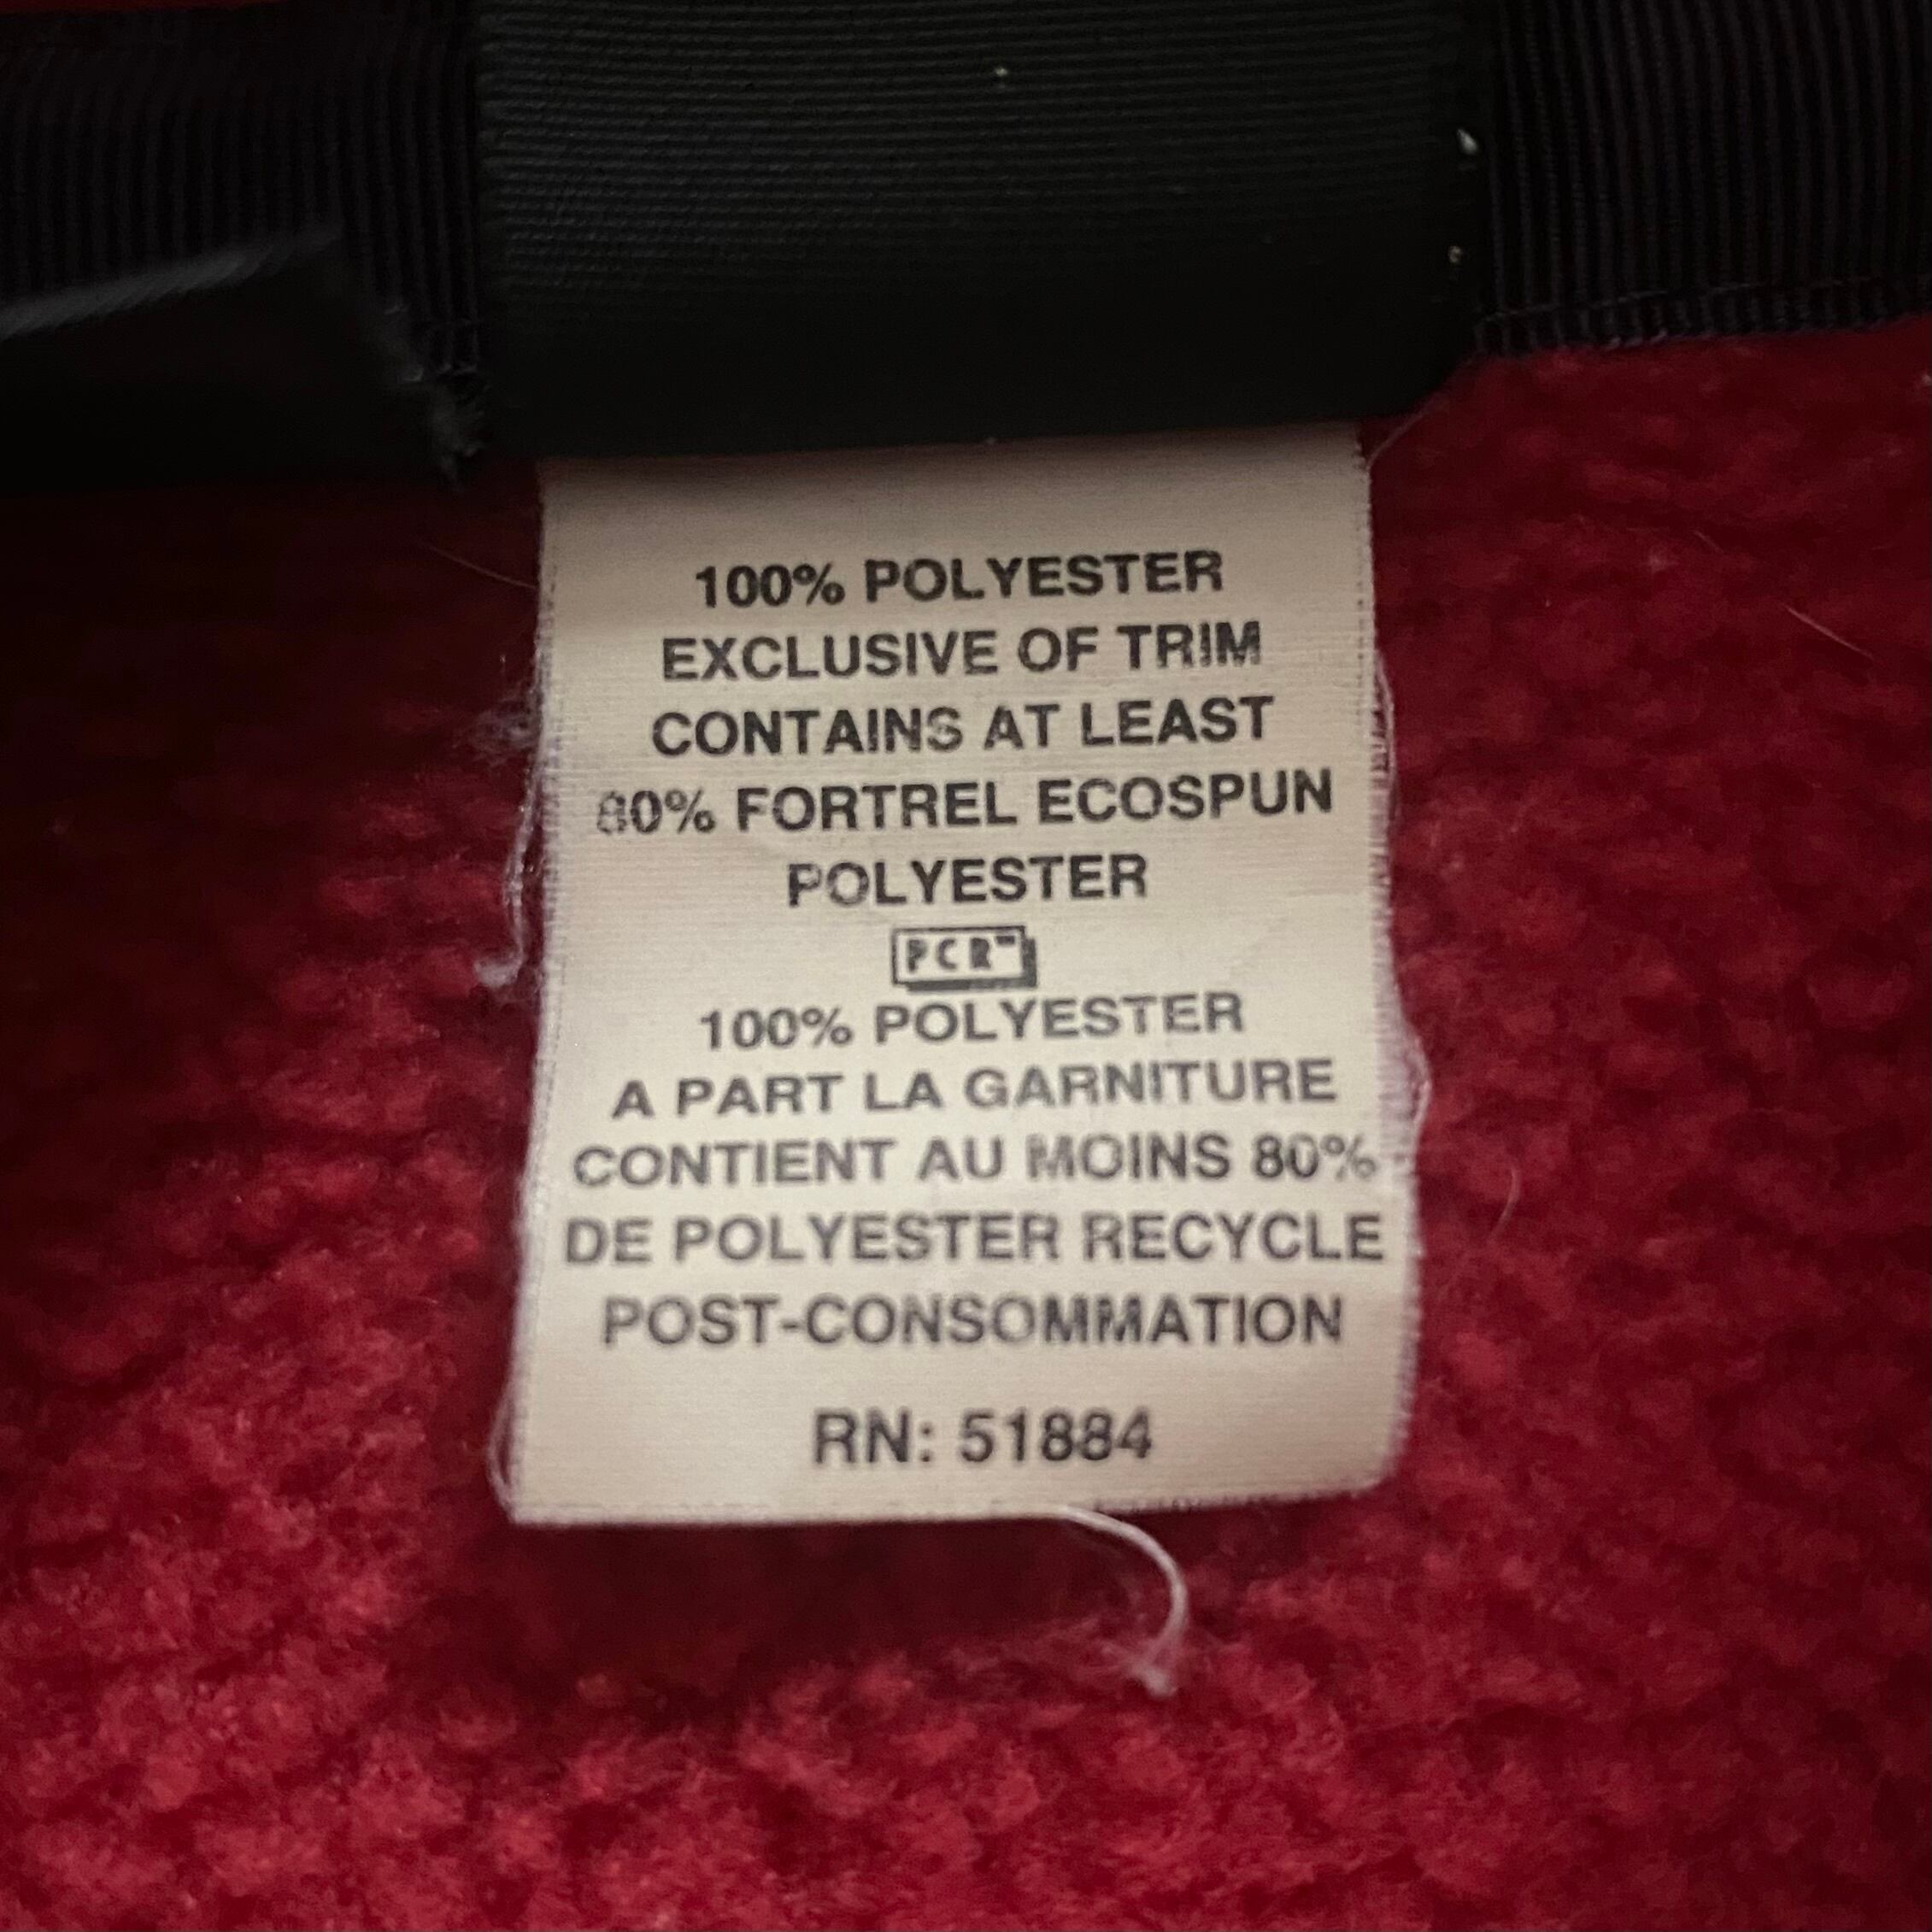 100% POLYESTER
EXCLUSIVE OF TRIM
CONTAINS AT LEAST
80% FORTREL ECOSPUN
POLYESTER
PCR™
100% POLYESTER
A PART LA GARNITURE
CONTIENT AU MOINS 80%
DE POLYESTER RECYCLE
POST-CONSOMMATION
RN: 51884